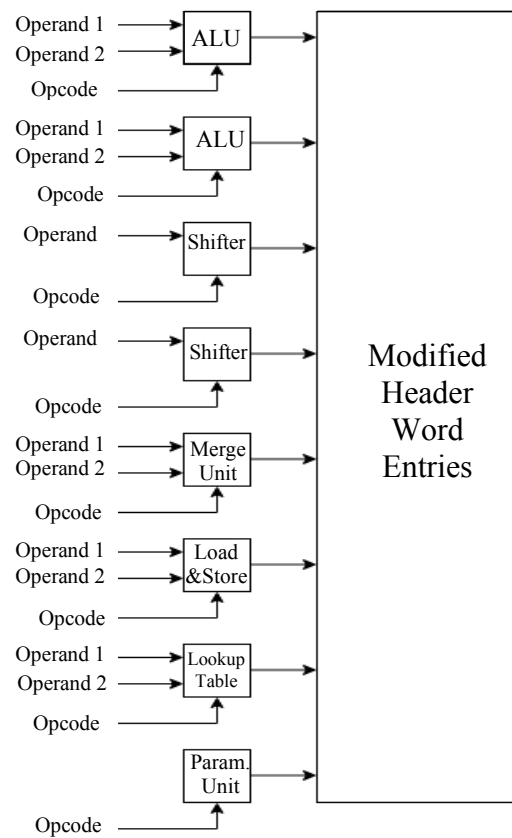 Operand 1
Operand 2
ALU
Opcode
Operand 1
Operand 2
ALU
Opcode
Operand
Shifter
Opcode
Operand
Shifter
Opcode
Operand 1
Operand 2
Merge
Unit
Opcode
Operand 1
Operand 2
Load
&Store
Opcode
Operand 1
Operand 2
Lookup
Table
Opcode
Param.
Unit
Opcode
Modified
Header
Word
Entries